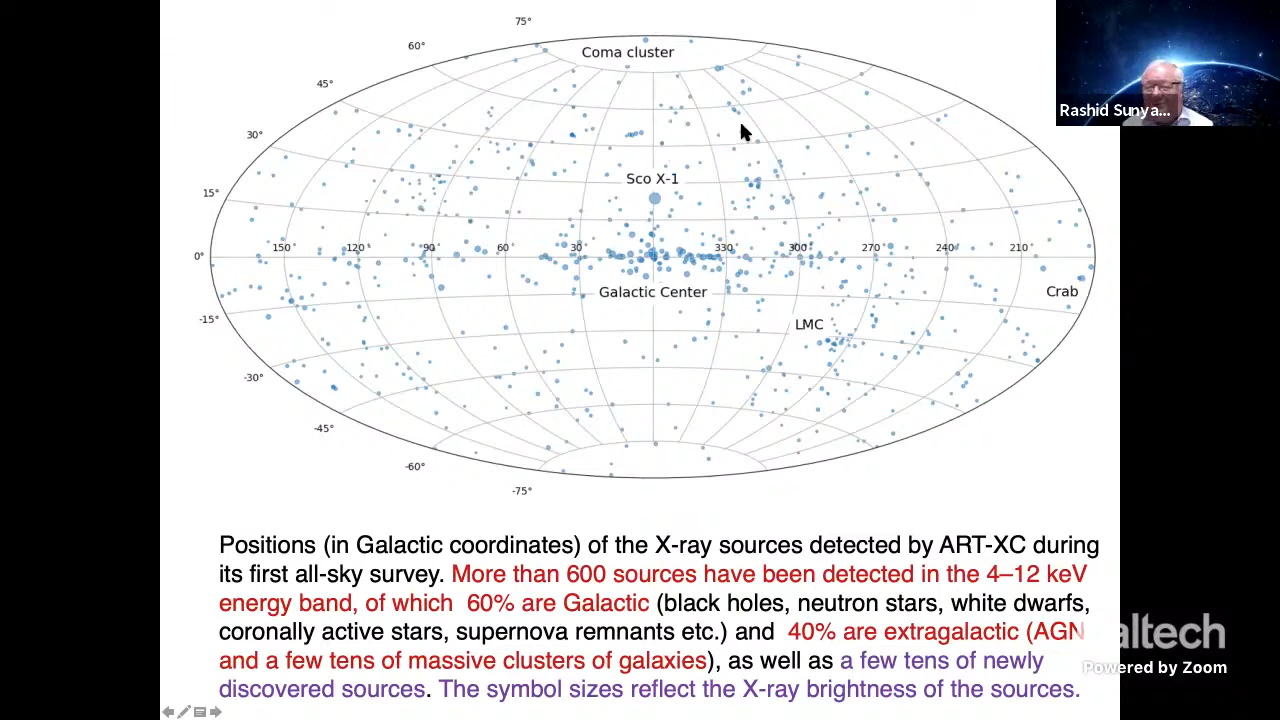 75°
60°
Coma cluster
45°
Rashid Sunya...
30°
Sco X-1
15°
150°
120°
90°
60°
30°
330°
300°
270°
240°
210°
0°
Galactic Center
Crab
-15°
LMC
-30°
-45°
-60°
-75°
Positions (in Galactic coordinates) of the X-ray sources detected by ART-XC during
its first all-sky survey. More than 600 sources have been detected in the 4–12 keV
energy band, of which 60% are Galactic (black holes, neutron stars, white dwarfs,
coronally active stars, supernova remnants etc.) and 40% are extragalactic (AGN
and a few tens of massive clusters of galaxies), as well as a few tens of newly
discovered sources. The symbol sizes reflect the X-ray brightness of the sources.
altech
Powered by Zoom